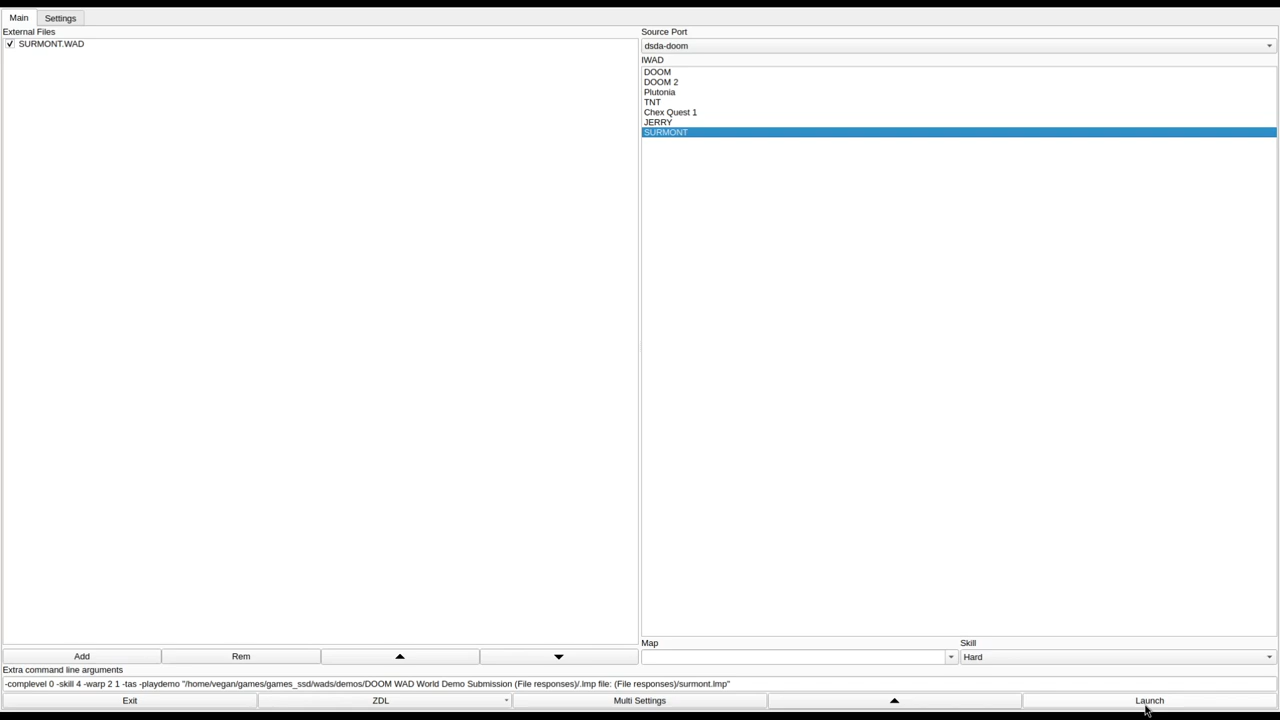 Main Settings
External Files
SURMONT.WAD
Source Port
dsda-doom
IWAD
DOOM
DOOM 2
Plutonia
TNT
Chex Quest 1
JERRY
SURMONT
Map Skill
Hard
Add Rem
Extra command line arguments
-complevel 0 -skill 4 -warp 2 1 -tas -playdemo "/home/vegan/games/games_ssd/wads/demos/DOOM WAD World Demo Submission (File responses)/.lmp file: (File responses)/surmont.lmp"
Exit ZDL Multi Settings Launch